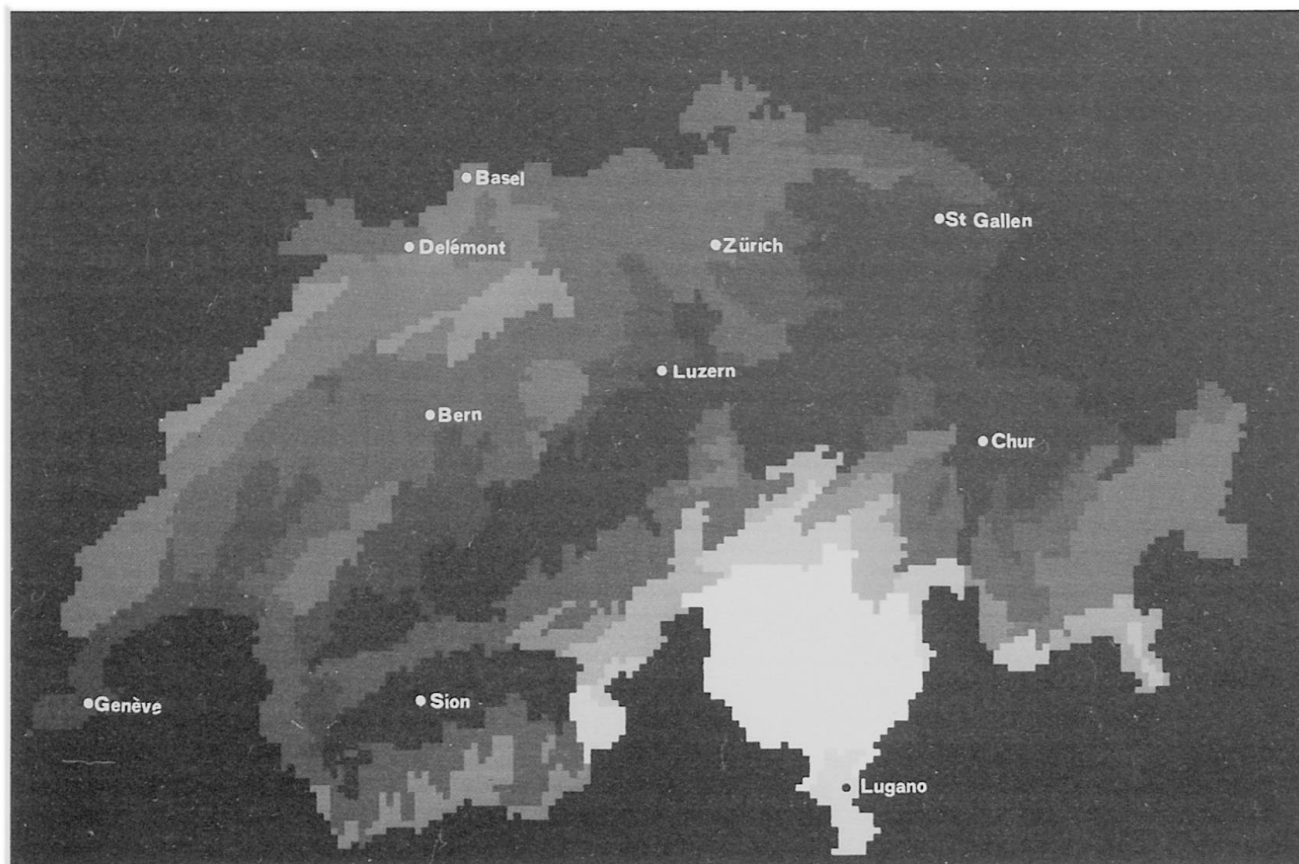 Basel
St Gallen
Delémont
Zürich
Luzern
Bern
Chur
Genève
Sion
Lugano